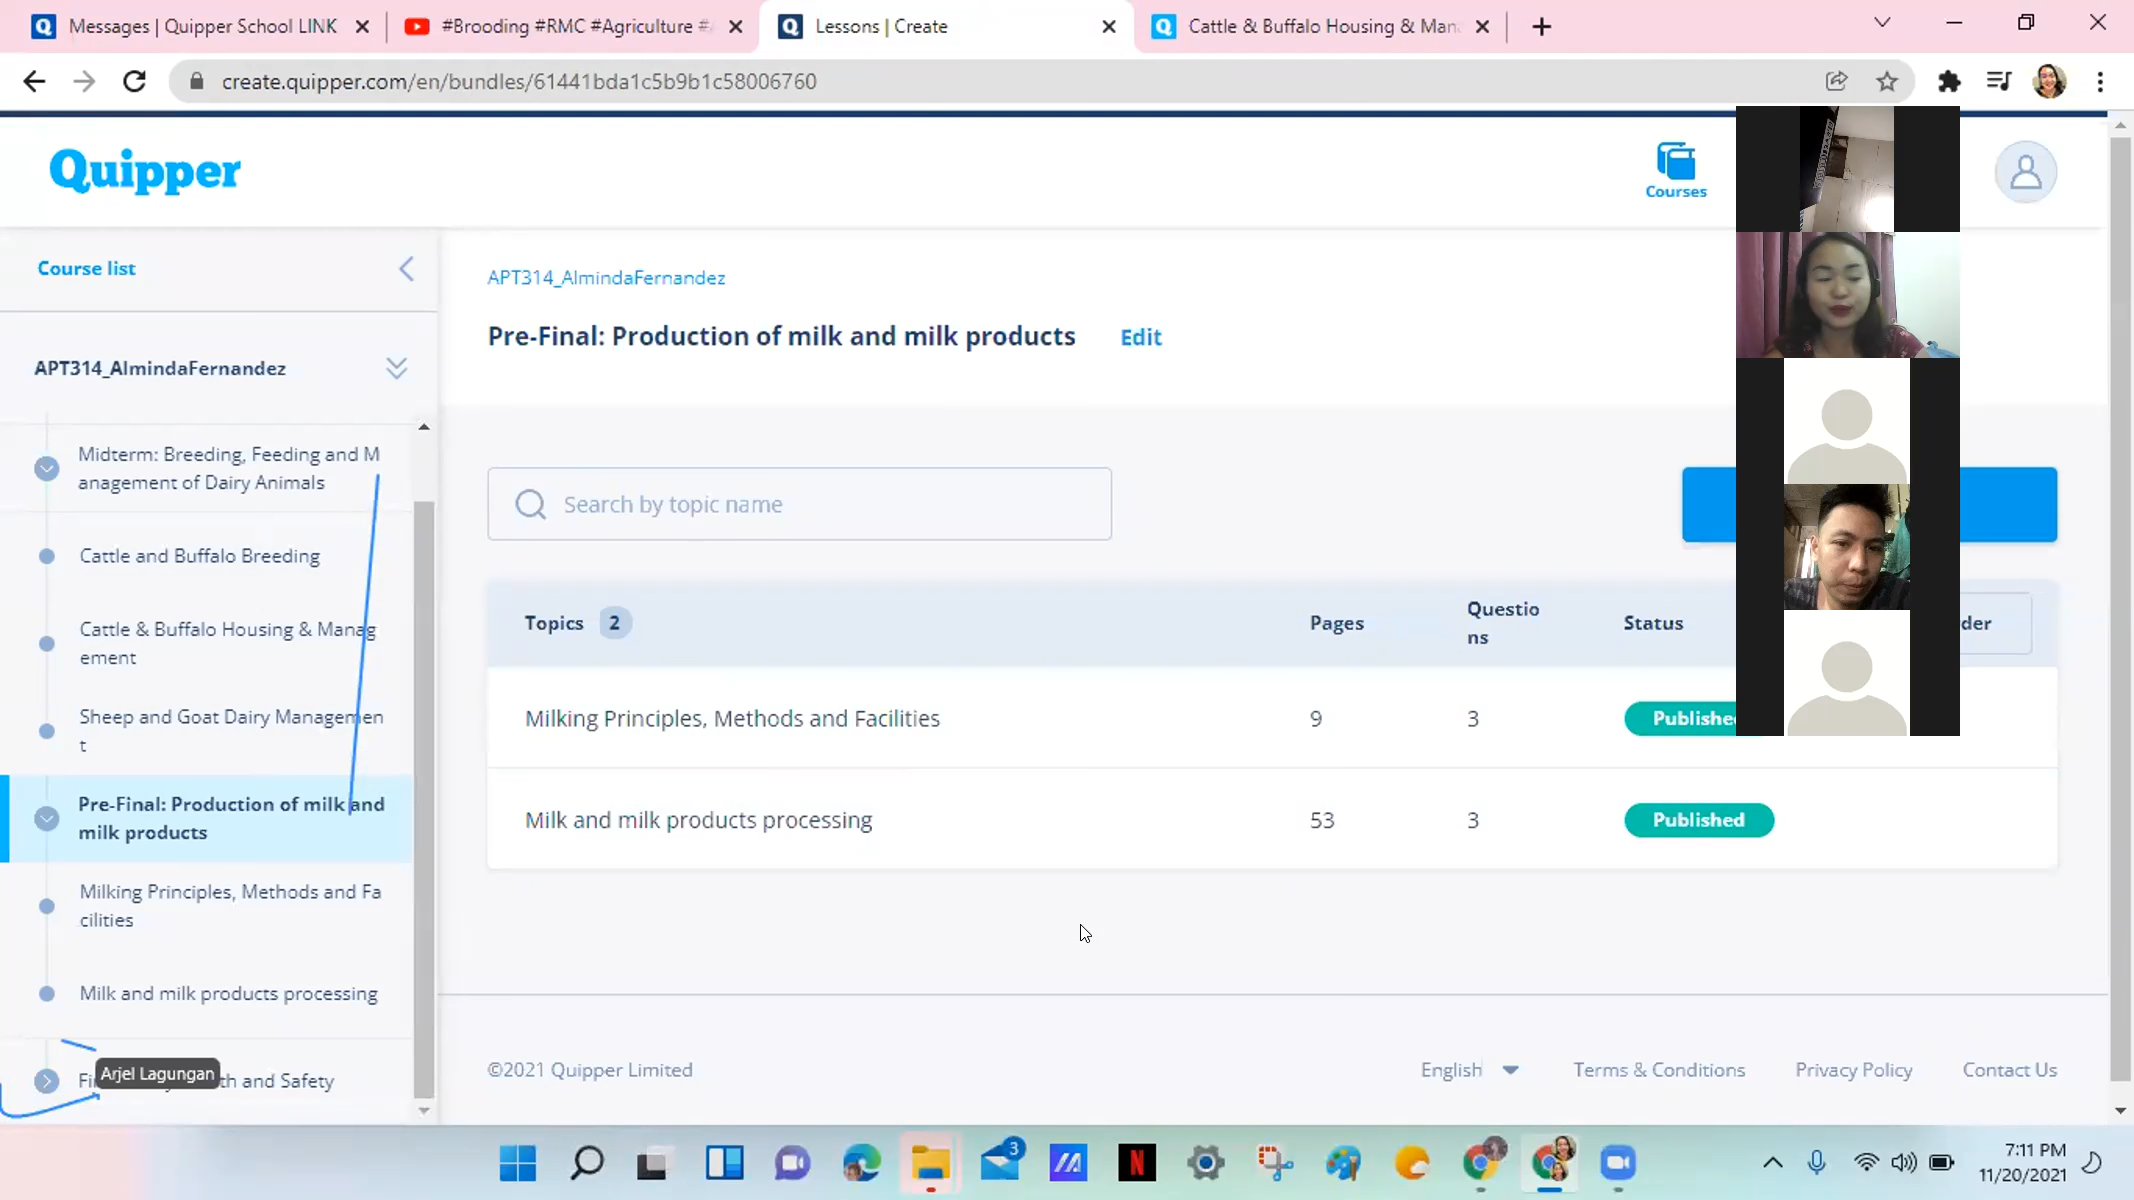 Messages | Quipper School LINK
#Brooding #RMC #Agriculture #
Lessons | Create
Cattle & Buffalo Housing & Man
create.quipper.com/en/bundles/61441bda1c5b9b1c58006760
Quipper
Courses
Course list
APT314_AlmindaFernandez
Midterm: Breeding, Feeding and M
anagement of Dairy Animals
Cattle and Buffalo Breeding
Cattle & Buffalo Housing & Manag
ement
Sheep and Goat Dairy Managemen
t
Pre-Final: Production of milk and
milk products
Milking Principles, Methods and Fa
cilities
Milk and milk products processing
Arjel Lagungan
Fi th and Safety
APT314_AlmindaFernandez
Pre-Final: Production of milk and milk products Edit
Search by topic name
Topics 2 Pages Questio
ns Status der
Milking Principles, Methods and Facilities 9 3 Publishe
Milk and milk products processing 53 3 Published
©2021 Quipper Limited English Terms & Conditions Privacy Policy Contact Us
3
N
7:11 PM
11/20/2021